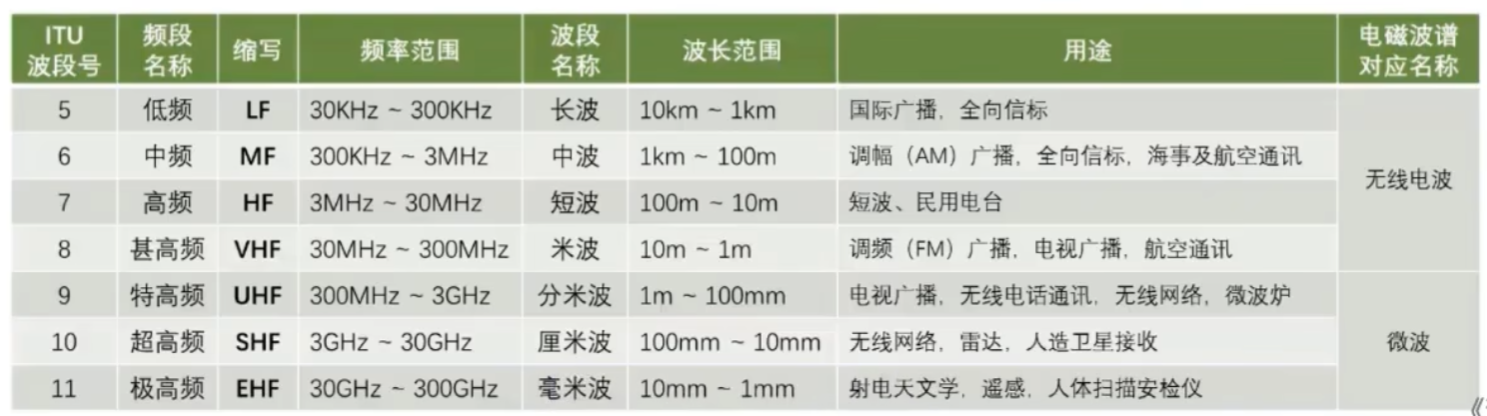 ITU 波段号 频段名称 缩写 频率范围 波段名称 波长范围 用途 电磁波谱对应名称
5 低频 LF 30KHz ~ 300KHz 长波 10km ~ 1km 国际广播，全向信标
6 中频 MF 300KHz ~ 3MHz 中波 1km ~ 100m 调幅（AM）广播，全向信标，海事及航空通讯
7 高频 HF 3MHz ~ 30MHz 短波 100m ~ 10m 短波、民用电台
8 甚高频 VHF 30MHz ~ 300MHz 米波 10m ~ 1m 调频（FM）广播，电视广播，航空通讯
无线电波
9 特高频 UHF 300MHz ~ 3GHz 分米波 1m ~ 100mm 电视广播，无线电话通讯，无线网络，微波炉
10 超高频 SHF 3GHz ~ 30GHz 厘米波 100mm ~ 10mm 无线网络，雷达，人造卫星接收
11 极高频 EHF 30GHz ~ 300GHz 毫米波 10mm ~ 1mm 射电天文学，遥感，人体扫描安检仪
微波